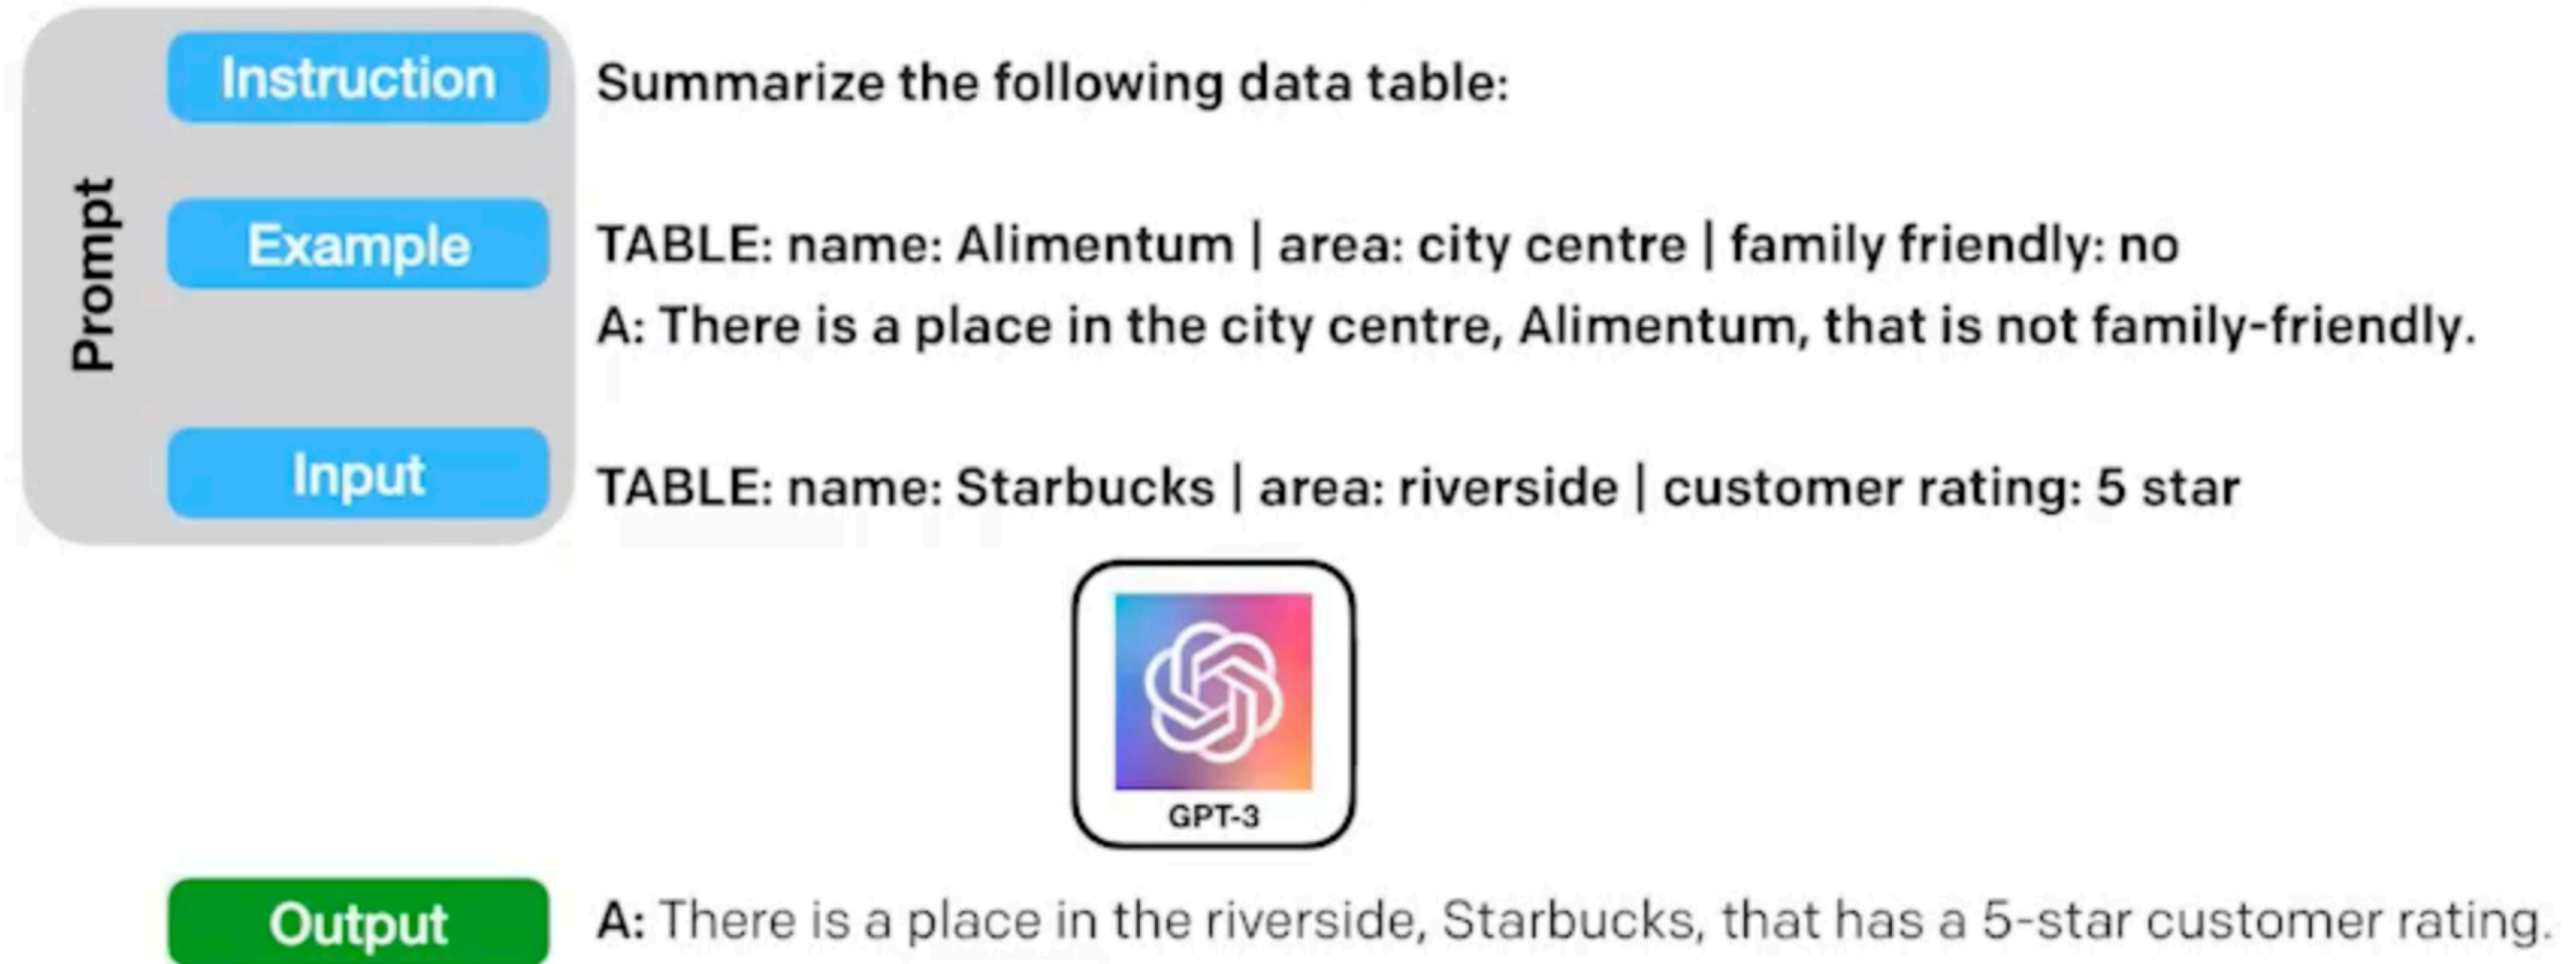 Prompt
Instruction
Summarize the following data table:
Example
TABLE: name: Alimentum | area: city centre | family friendly: no
A: There is a place in the city centre, Alimentum, that is not family-friendly.
Input
TABLE: name: Starbucks | area: riverside | customer rating: 5 star
GPT-3
Output
A: There is a place in the riverside, Starbucks, that has a 5-star customer rating.